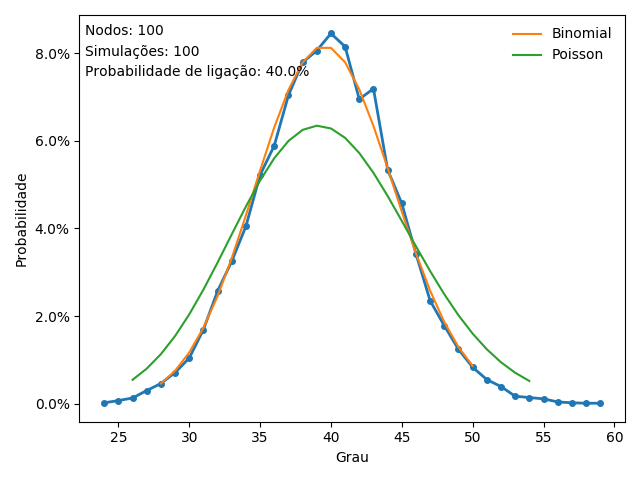 Nodos: 100
Simulações: 100
Probabilidade de ligação: 40.0%
Binomial
Poisson
8.0%
6.0%
4.0%
2.0%
0.0%
Probabilidade
25 30 35 40 45 50 55 60
Grau